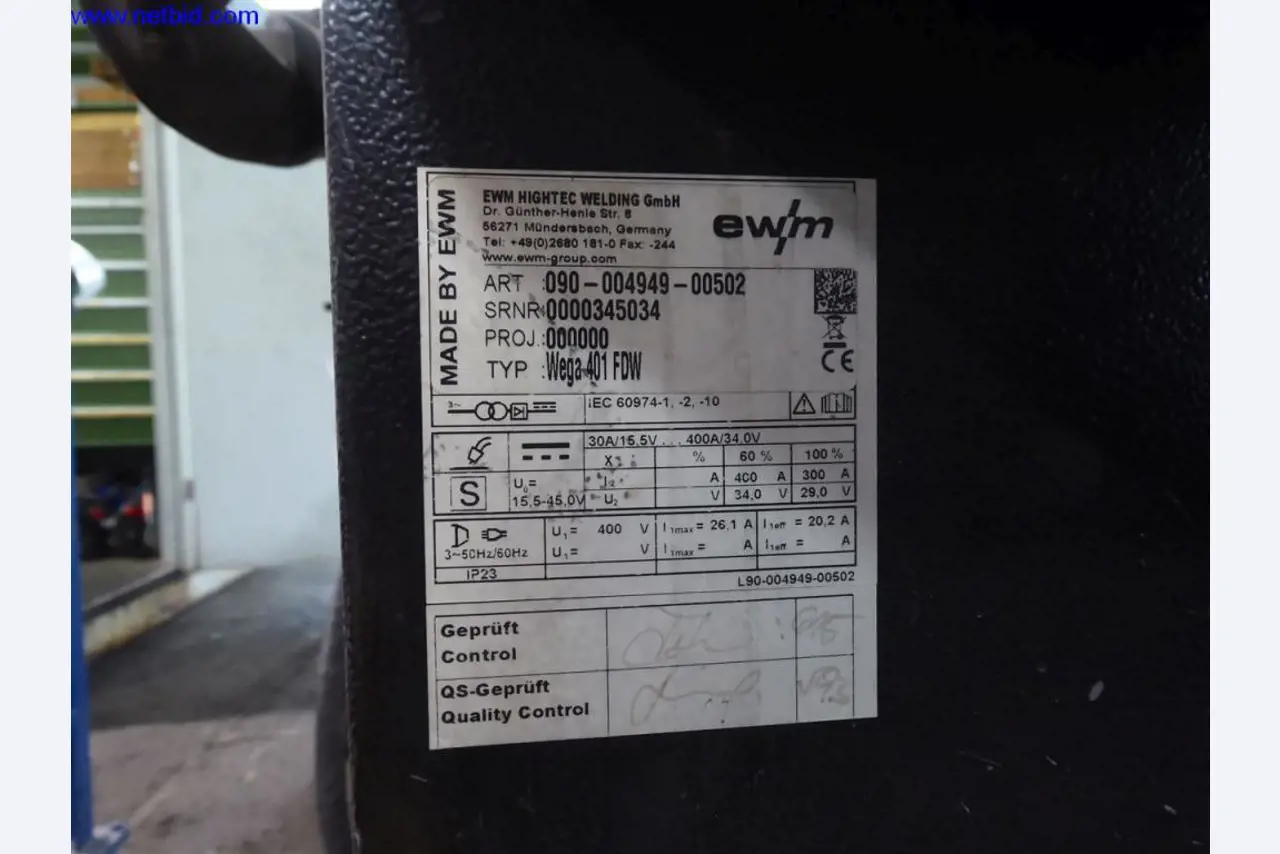 www.netbid.com
MADE BY EWM
EWM HIGHTEC WELDING GmbH
Dr. Günther-Henle Str. 8
56271 Mündersbach, Germany
Tel: +49(0)2680 181-0 Fax: -244
www.ewm-group.com
ewm
ART :090-004949-00502
SRNR:0000345034
PROJ.:000000
TYP :Wega 401 FDW
CE
3~
IEC 60974-1, -2, -10
30A/15,5V ... 400A/34,0V
X % 60 % 100 %
I2 A 400 A 300 A
U2 V 34,0 V 29,0 V
S
U0=
15,5-45,0V
3~50Hz/60Hz
U1= 400 V I1max = 26,1 A I1eff = 20,2 A
U1= V I1max = A I1eff = A
IP23
L90-004949-00502
Geprüft
Control
QS-Geprüft
Quality Control